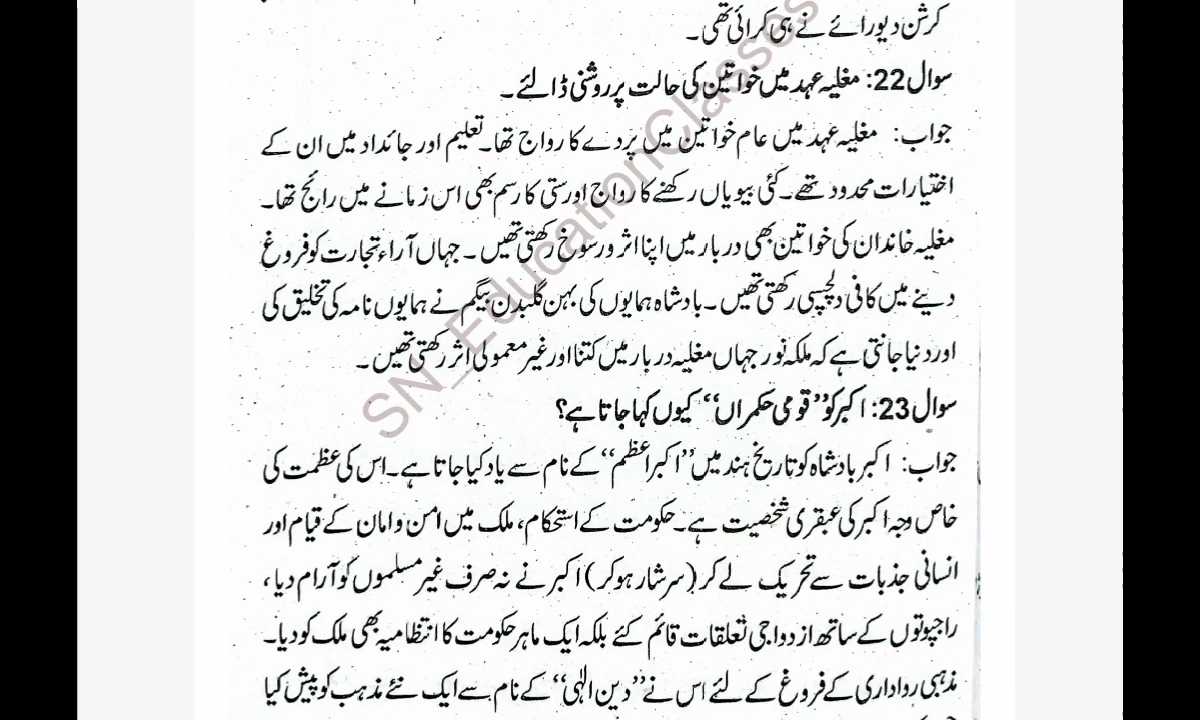 کرشن دیورائے نے ہی کرائی تھی۔
سوال 22: مغلیہ عہد میں خواتین کی حالت پر روشنی ڈالئے۔
جواب: مغلیہ عہد میں عام خواتین میں پردے کا رواج تھا۔ تعلیم اور جائداد میں ان کے
اختیارات محدود تھے۔ کئی بیویاں رکھنے کا رواج اور ستی کا رسم بھی اس زمانے میں رائج تھا۔
مغلیہ خاندان کی خواتین بھی دربار میں اپنا اثر ورسوخ رکھتی تھیں۔ جہاں آراء تجارت کو فروغ
دینے میں کافی دلچسپی رکھتی تھیں۔ بادشاہ ہمایوں کی بہن گلبدن بیگم نے ہمایوں نامہ کی تخلیق کی
اور دنیا جانتی ہے کہ ملکہ نور جہاں مغلیہ دربار میں کتنا اور غیر معمولی اثر رکھتی تھیں۔
سوال 23: اکبر کو ”قومی حکمراں“ کیوں کہا جاتا ہے؟
جواب: اکبر بادشاہ کو تاریخ ہند میں ”اکبر اعظم“ کے نام سے یاد کیا جاتا ہے۔ اس کی عظمت کی
خاص وجہ اکبر کی عبقری شخصیت ہے۔ حکومت کے استحکام، ملک میں امن وامان کے قیام اور
انسانی جذبات سے تحریک لے کر (سرشار ہو کر) اکبر نے نہ صرف غیر مسلموں کو آرام دیا،
راجپوتوں کے ساتھ ازدواجی تعلقات قائم کئے بلکہ ایک ماہر حکومت کا انتظامیہ بھی ملک کو دیا۔
مذہبی رواداری کے فروغ کے لئے اس نے ”دین الٰہی“ کے نام سے ایک نئے مذہب کو پیش کیا
SN_EducationClasses